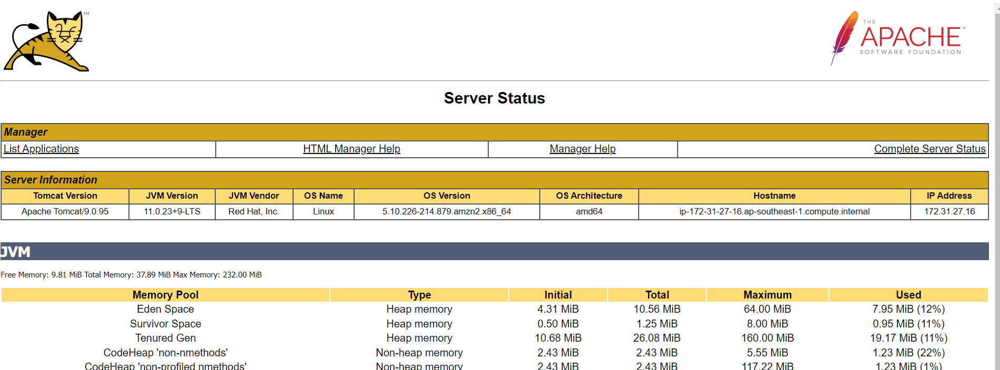 TM
THE
APACHE®
SOFTWARE FOUNDATION
Server Status
Manager
List Applications HTML Manager Help Manager Help Complete Server Status
Server Information
Tomcat Version JVM Version JVM Vendor OS Name OS Version OS Architecture Hostname IP Address
Apache Tomcat/9.0.95 11.0.23+9-LTS Red Hat, Inc. Linux 5.10.226-214.879.amzn2.x86_64 amd64 ip-172-31-27-16.ap-southeast-1.compute.internal 172.31.27.16
JVM
Free Memory: 9.81 MiB Total Memory: 37.89 MiB Max Memory: 232.00 MiB
Memory Pool Type Initial Total Maximum Used
Eden Space Heap memory 4.31 MiB 10.56 MiB 64.00 MiB 7.95 MiB (12%)
Survivor Space Heap memory 0.50 MiB 1.25 MiB 8.00 MiB 0.95 MiB (11%)
Tenured Gen Heap memory 10.68 MiB 26.08 MiB 160.00 MiB 19.17 MiB (11%)
CodeHeap 'non-nmethods' Non-heap memory 2.43 MiB 2.43 MiB 5.55 MiB 1.23 MiB (22%)
CodeHeap 'non-profiled nmethods' Non-heap memory 2.43 MiB 2.43 MiB 117.22 MiB 1.23 MiB (1%)